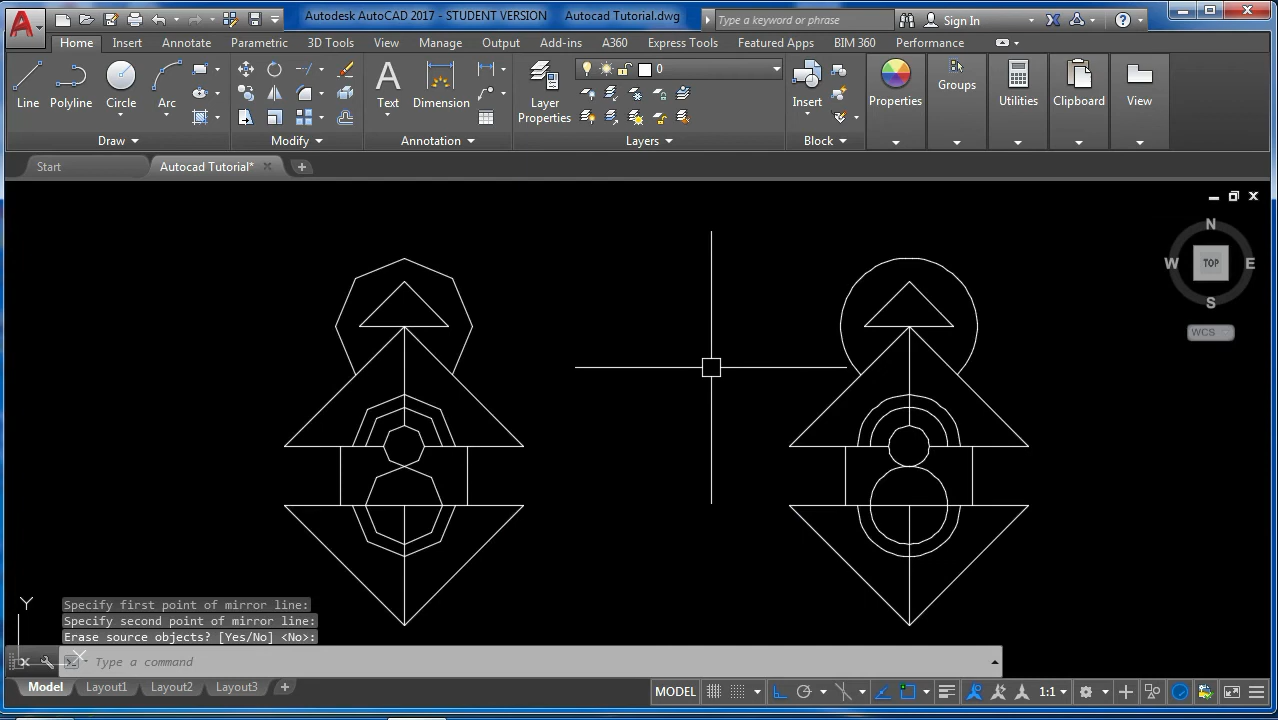 Autodesk AutoCAD 2017 - STUDENT VERSION Autocad Tutorial.dwg Type a keyword or phrase Sign In
Home Insert Annotate Parametric 3D Tools View Manage Output Add-ins A360 Express Tools Featured Apps BIM 360 Performance
0
Line Polyline Circle Arc Text Dimension Layer Properties Insert Properties Groups Utilities Clipboard View
Draw Modify Annotation Layers Block
Start Autocad Tutorial*
N
W TOP E
S
WCS
Y
Specify first point of mirror line:
Specify second point of mirror line:
Erase source objects? [Yes/No] <No>:
X
Type a command
Model Layout1 Layout2 Layout3 MODEL 1:1